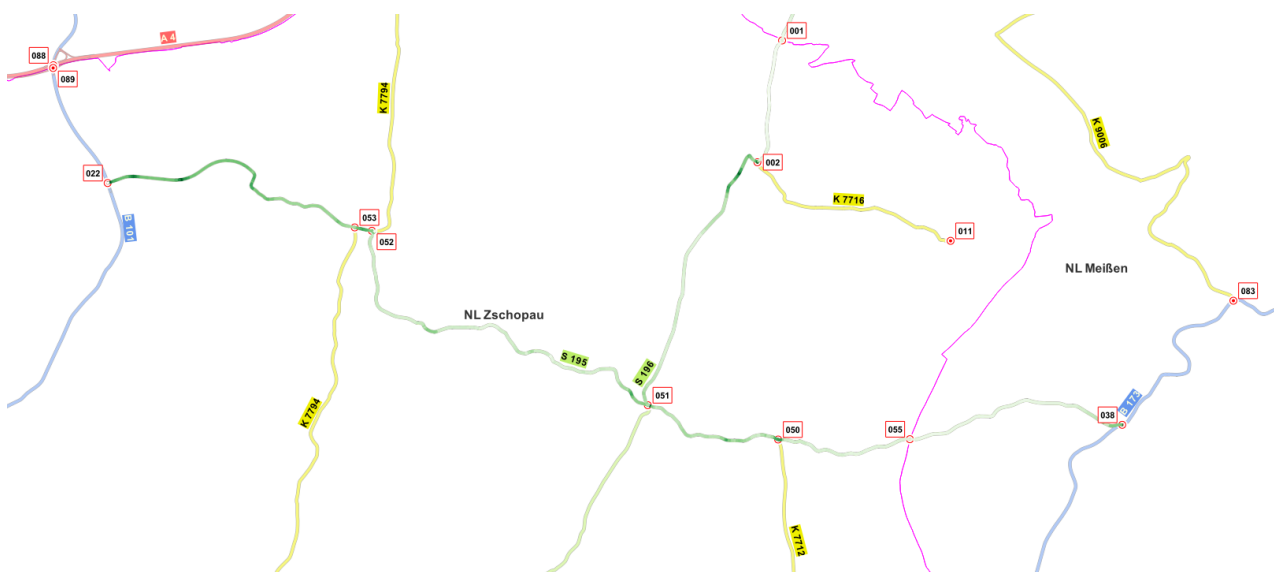 001
088
A 4
089
K 7794
K 9006
002
022
K 7716
053
B 101
052
011
NL Meißen
083
NL Zschopau
S 195
S 196
051
B 173
038
K 7794
050
055
K 7712